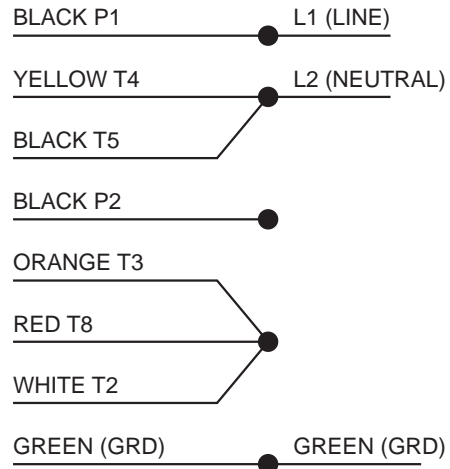 BLACK P1 L1 (LINE)
YELLOW T4 L2 (NEUTRAL)
BLACK T5
BLACK P2
ORANGE T3
RED T8
WHITE T2
GREEN (GRD) GREEN (GRD)